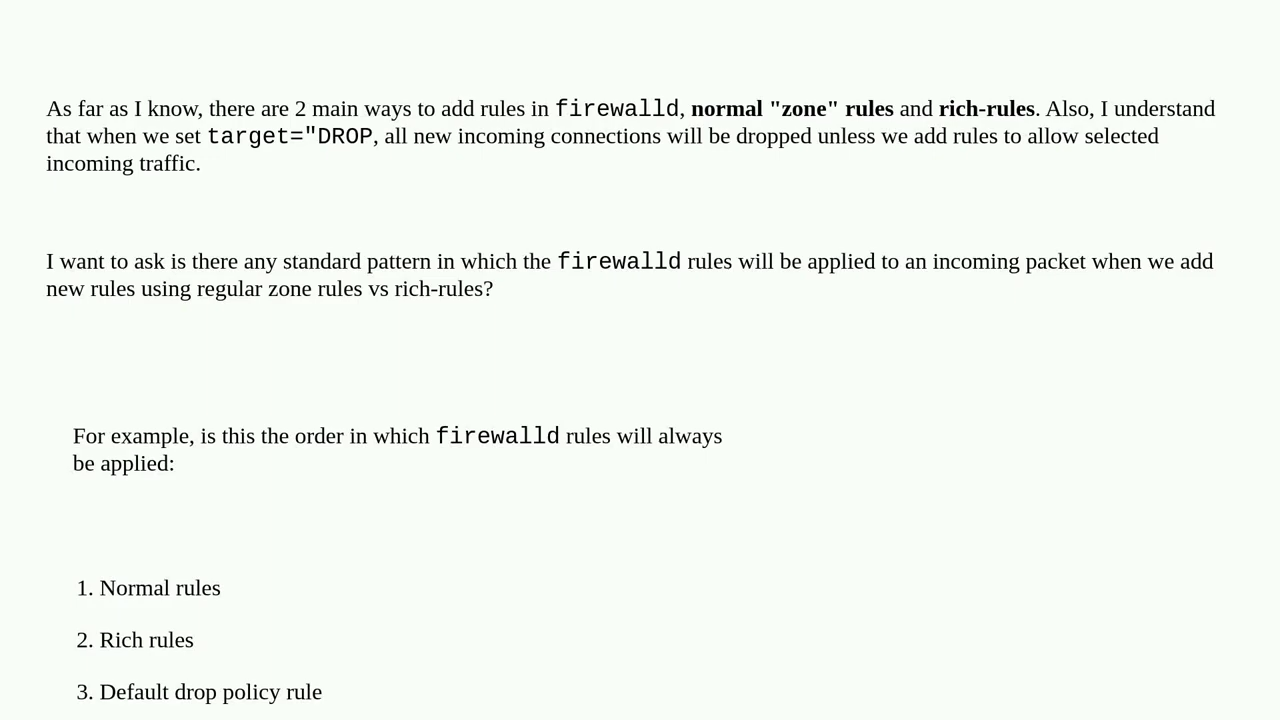 As far as I know, there are 2 main ways to add rules in firewalld, normal "zone" rules and rich-rules. Also, I understand
that when we set target="DROP, all new incoming connections will be dropped unless we add rules to allow selected
incoming traffic.
I want to ask is there any standard pattern in which the firewalld rules will be applied to an incoming packet when we add
new rules using regular zone rules vs rich-rules?
For example, is this the order in which firewalld rules will always
be applied:
1. Normal rules
2. Rich rules
3. Default drop policy rule